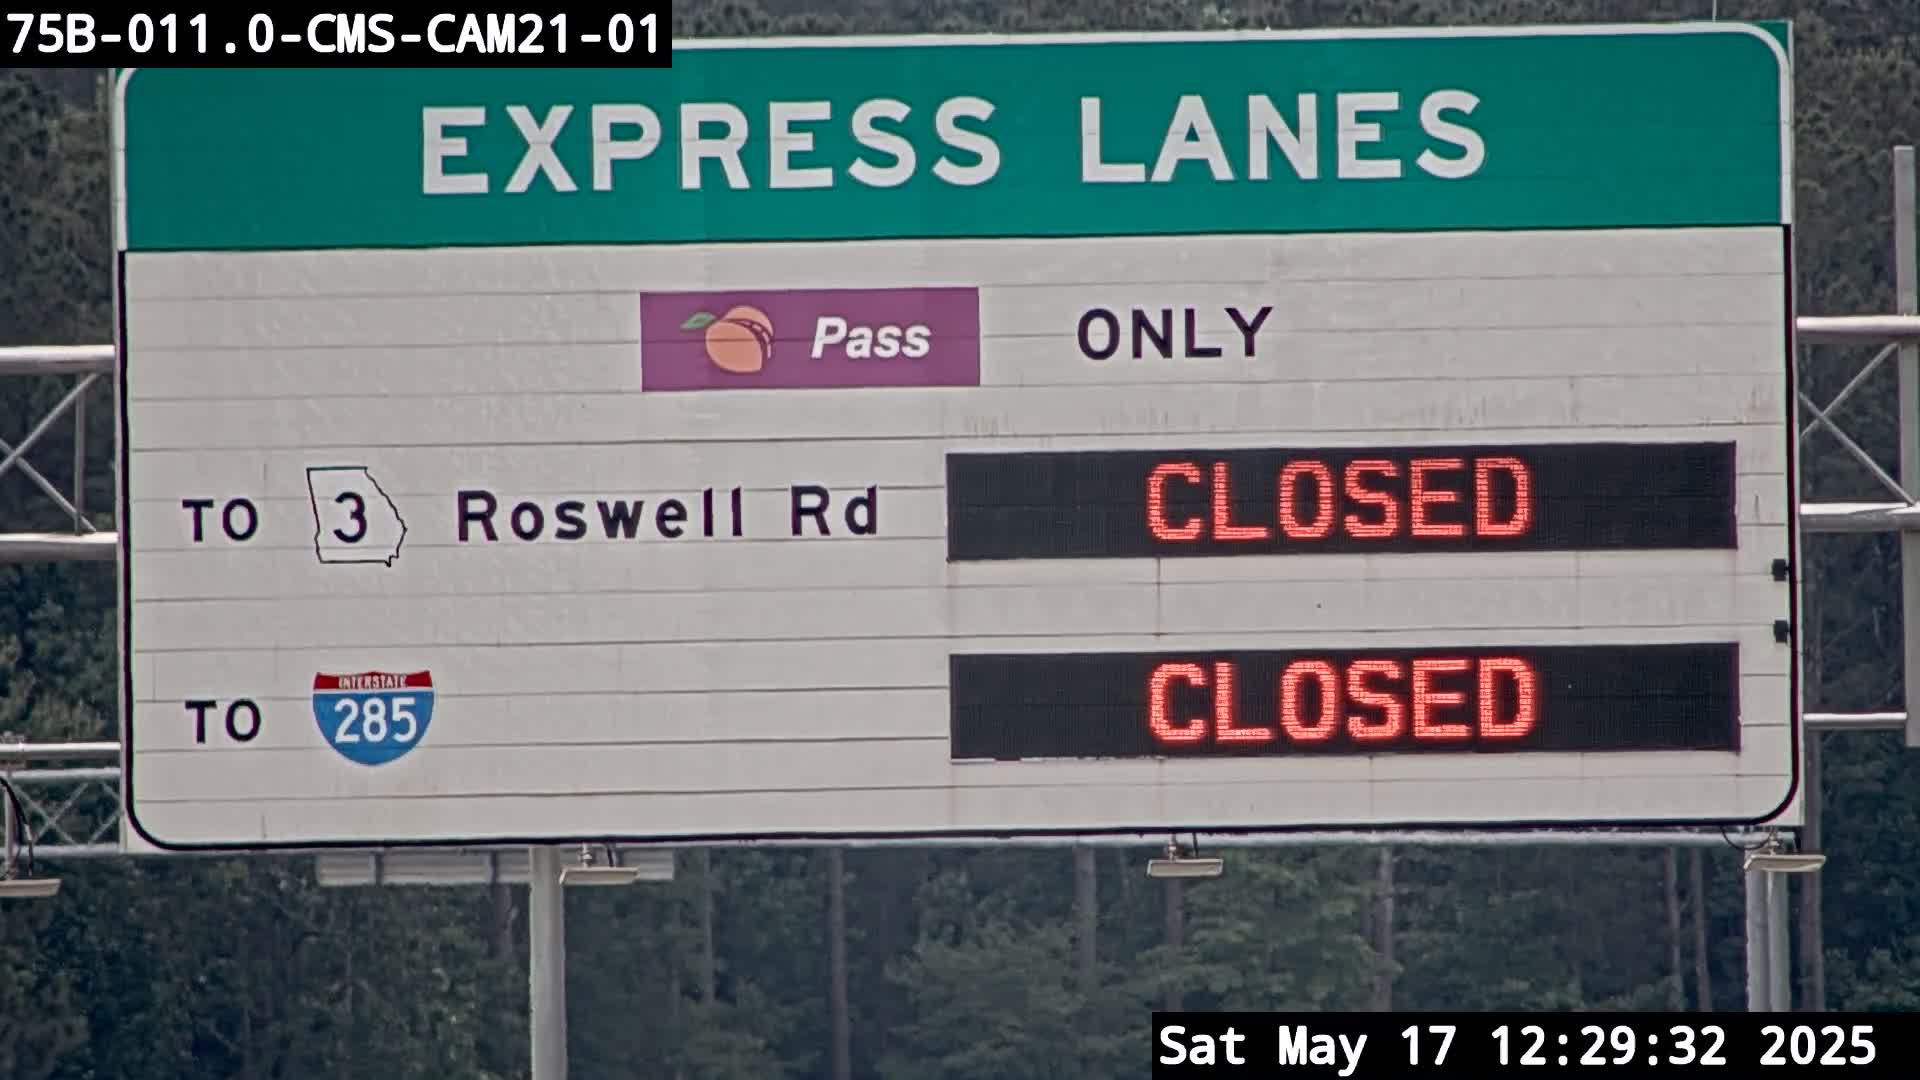 75B-011.0-CMS-CAM21-01
EXPRESS LANES
Pass ONLY
TO 3 Roswell Rd CLOSED
TO INTERSTATE 285 CLOSED
Sat May 17 12:29:32 2025